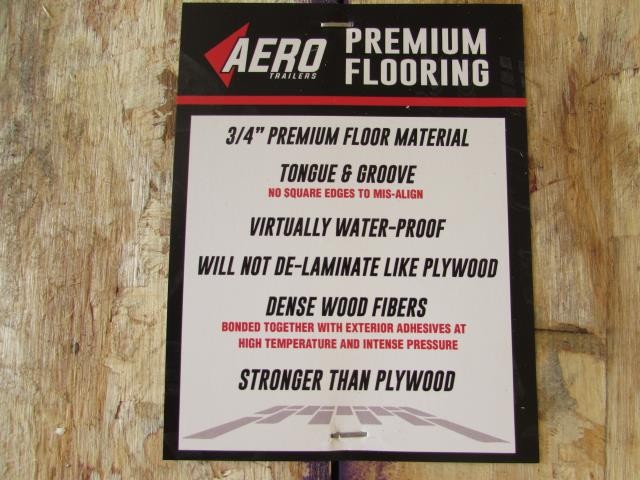 AERO
TRAILERS
PREMIUM
FLOORING
3/4” PREMIUM FLOOR MATERIAL
TONGUE & GROOVE
NO SQUARE EDGES TO MIS-ALIGN
VIRTUALLY WATER-PROOF
WILL NOT DE-LAMINATE LIKE PLYWOOD
DENSE WOOD FIBERS
BONDED TOGETHER WITH EXTERIOR ADHESIVES AT
HIGH TEMPERATURE AND INTENSE PRESSURE
STRONGER THAN PLYWOOD